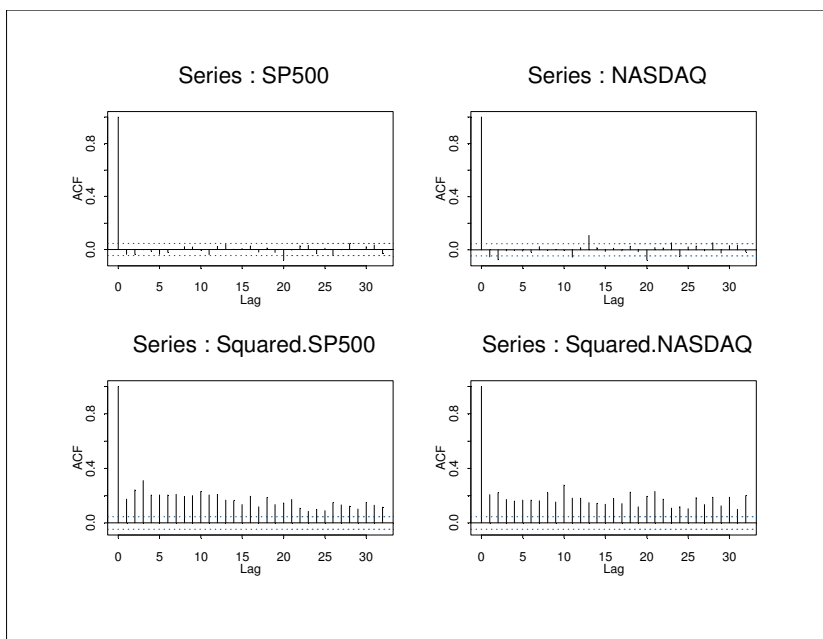 Series : SP500
ACF
0.0 0.4 0.8
0 5 10 15 20 25 30
Lag
Series : NASDAQ
ACF
0.0 0.4 0.8
0 5 10 15 20 25 30
Lag
Series : Squared.SP500
ACF
0.0 0.4 0.8
0 5 10 15 20 25 30
Lag
Series : Squared.NASDAQ
ACF
0.0 0.4 0.8
0 5 10 15 20 25 30
Lag